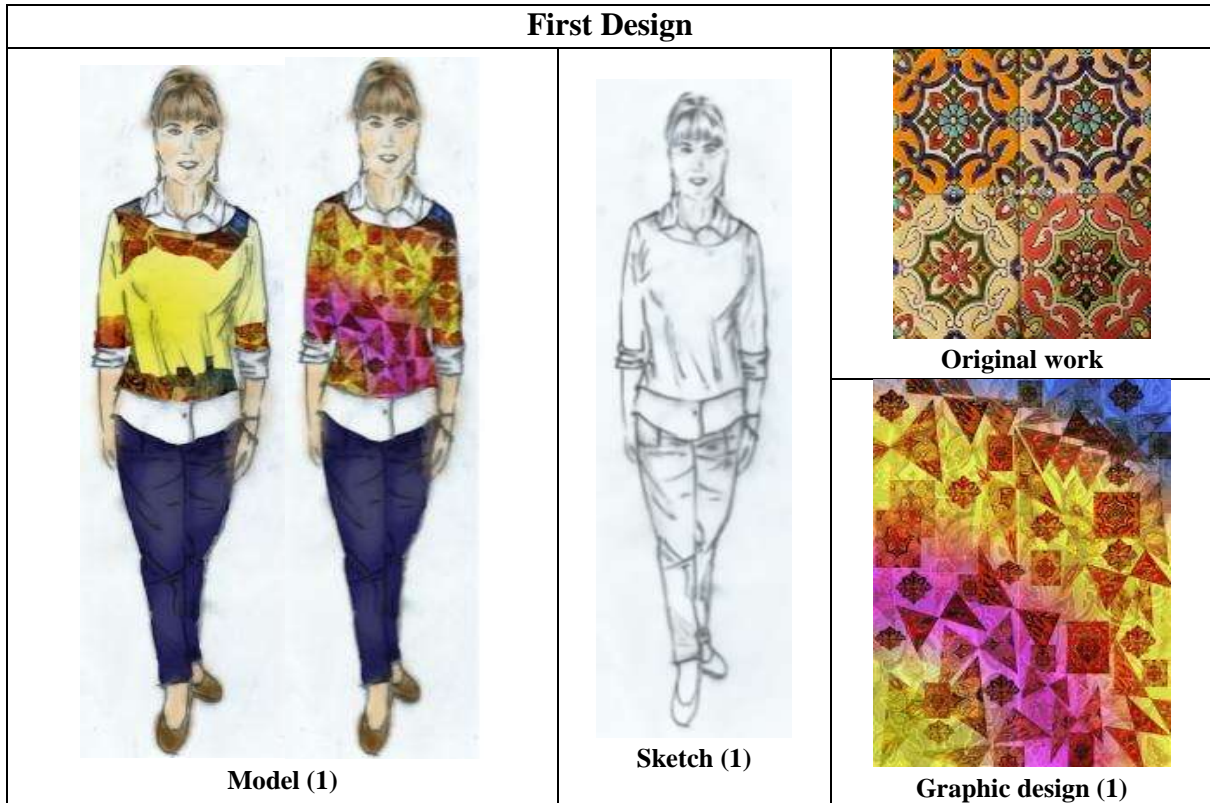 First Design
Model (1)
Sketch (1)
Original work
Graphic design (1)